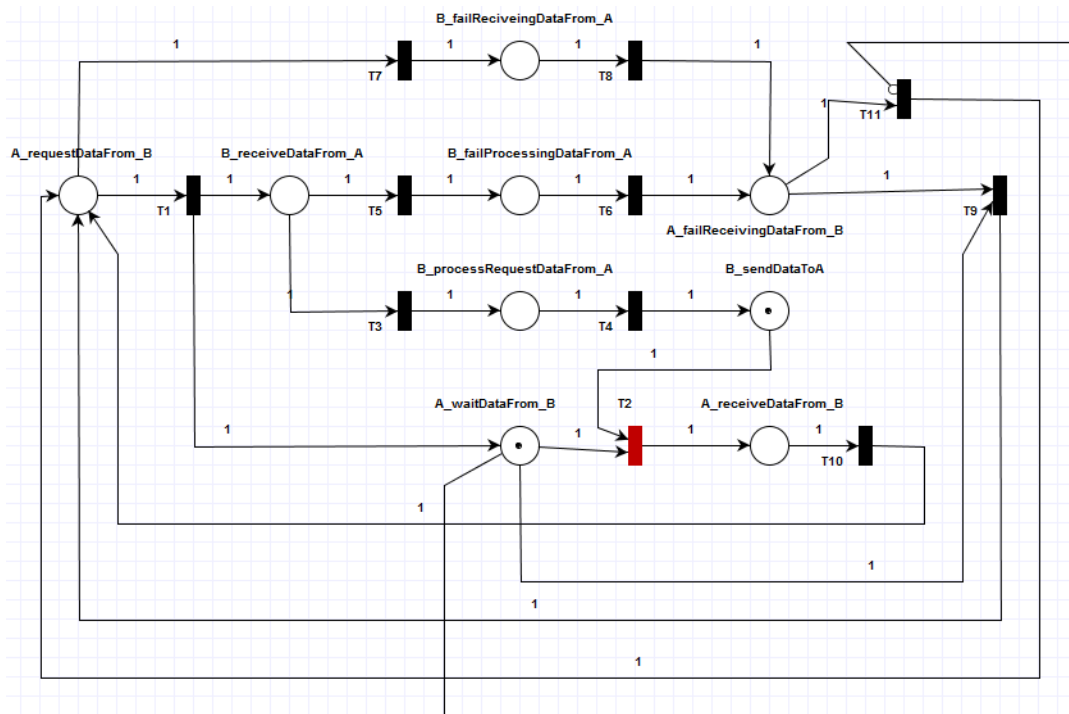 B_failReciveingDataFrom_A
1
1
1
1
T7
T8
1
T11
A_requestDataFrom_B
B_receiveDataFrom_A
B_failProcessingDataFrom_A
1
1
1
1
1
1
1
T1
T5
T6
T9
A_failReceivingDataFrom_B
B_processRequestDataFrom_A
B_sendDataToA
1
1
1
1
T3
T4
1
A_waitDataFrom_B
T2
A_receiveDataFrom_B
1
1
1
1
T10
1
1
1
1